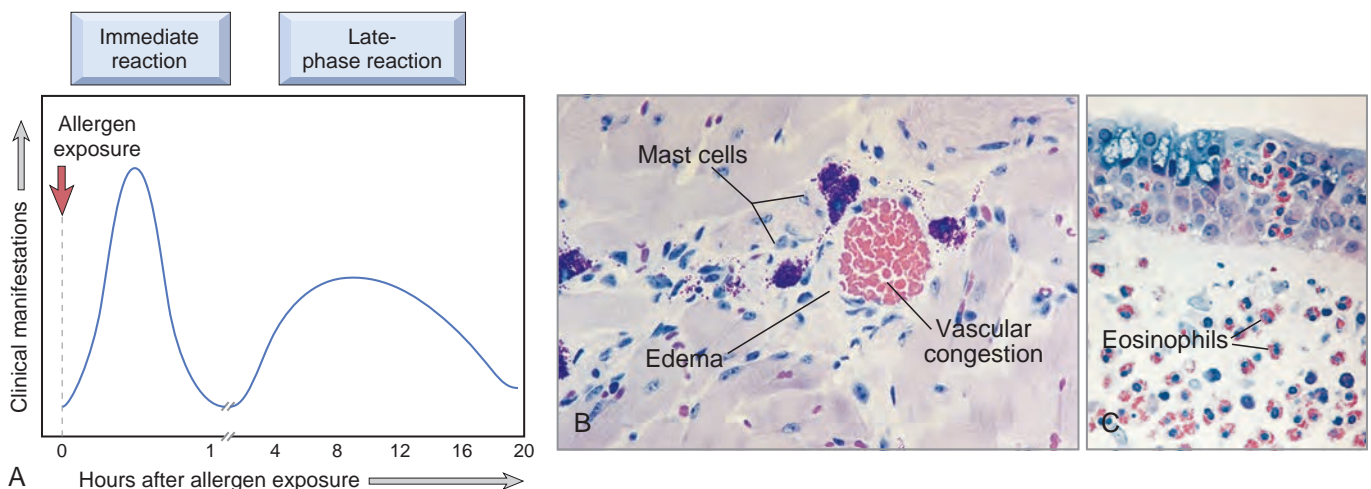 Immediate
reaction
Late-
phase reaction
Clinical manifestations
Allergen
exposure
0 1 4 8 12 16 20
Hours after allergen exposure
A
Mast cells
Edema
Vascular
congestion
B
Eosinophils
C